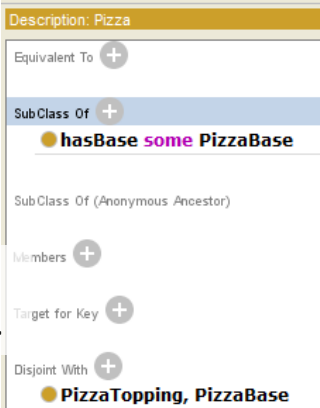 Description: Pizza
Equivalent To
SubClass Of
hasBase some PizzaBase
SubClass Of (Anonymous Ancestor)
Members
Target for Key
Disjoint With
PizzaTopping, PizzaBase